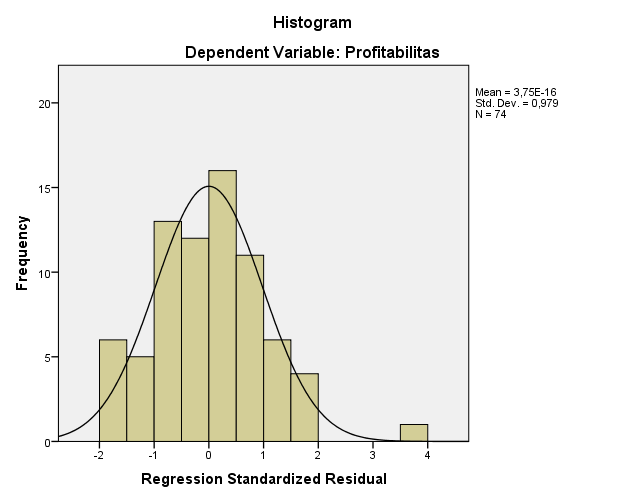 Histogram
Dependent Variable: Profitabilitas
Mean = 3,75E-16
Std. Dev. = 0,979
N = 74
Frequency
20
15
10
5
0
-2 -1 0 1 2 3 4
Regression Standardized Residual